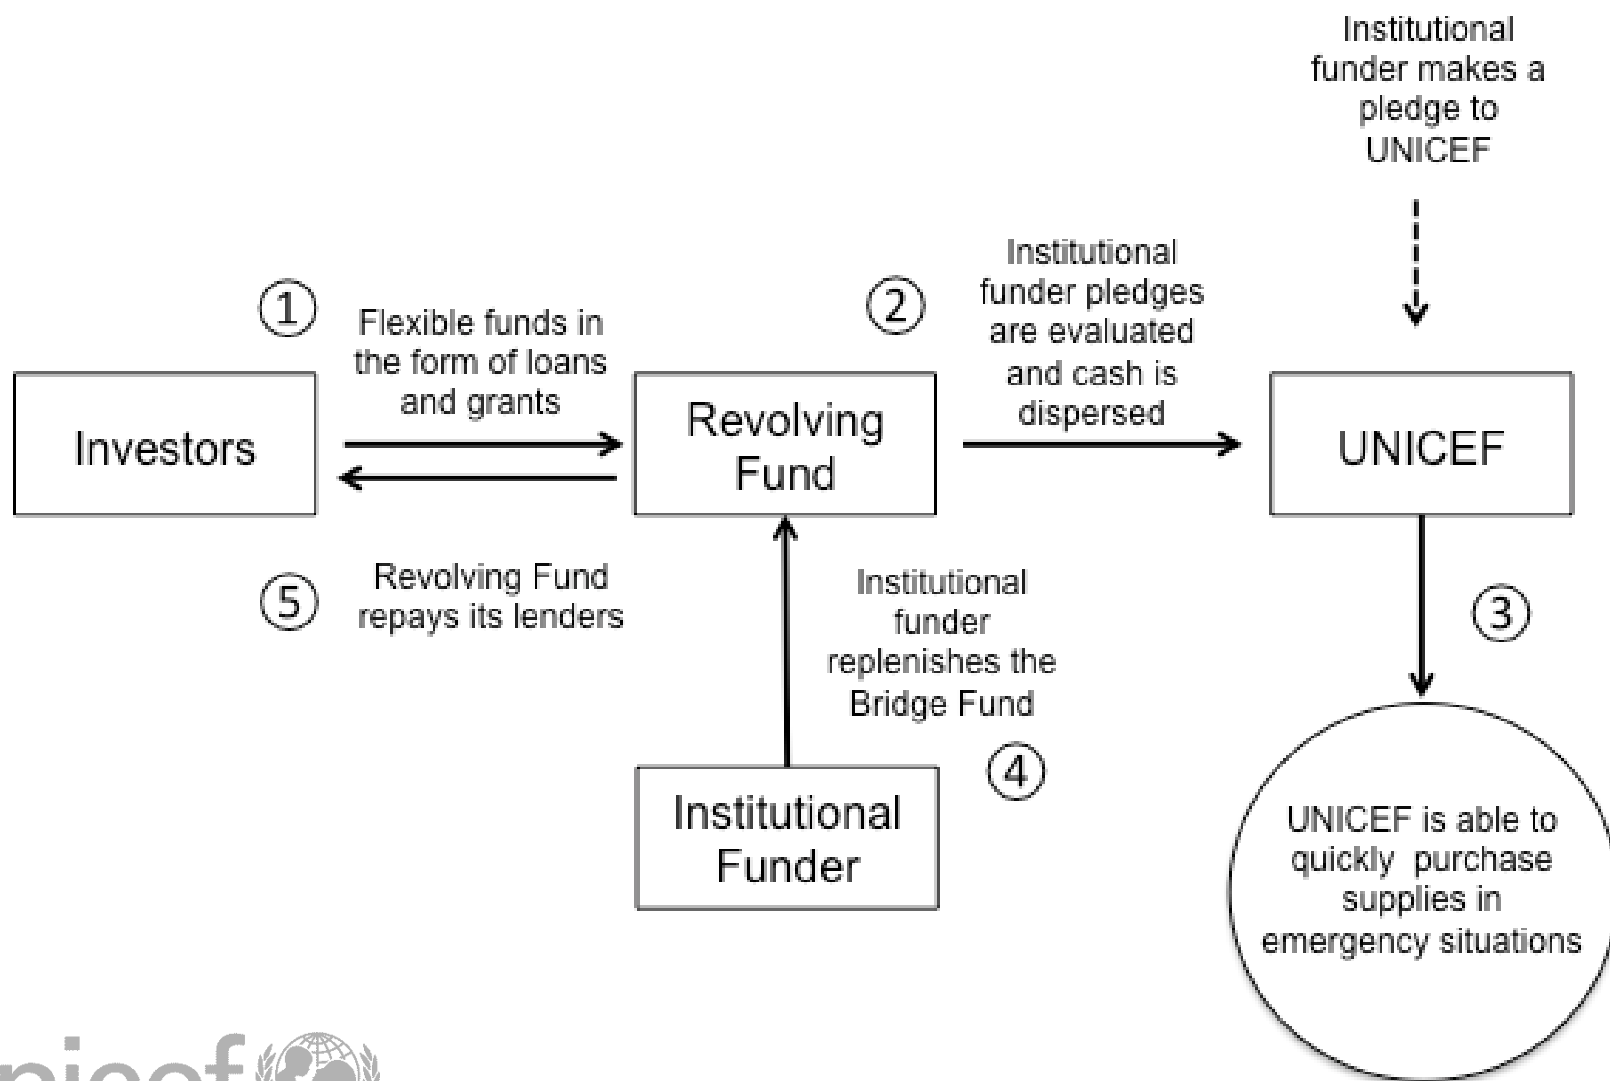 Institutional
funder makes a
pledge to
UNICEF
①
Flexible funds in
the form of loans
and grants
②
Institutional
funder pledges
are evaluated
and cash is
dispersed
Investors
Revolving
Fund
UNICEF
⑤
Revolving Fund
repays its lenders
Institutional
funder
replenishes the
Bridge Fund
④
③
Institutional
Funder
UNICEF is able to
quickly purchase
supplies in
emergency situations